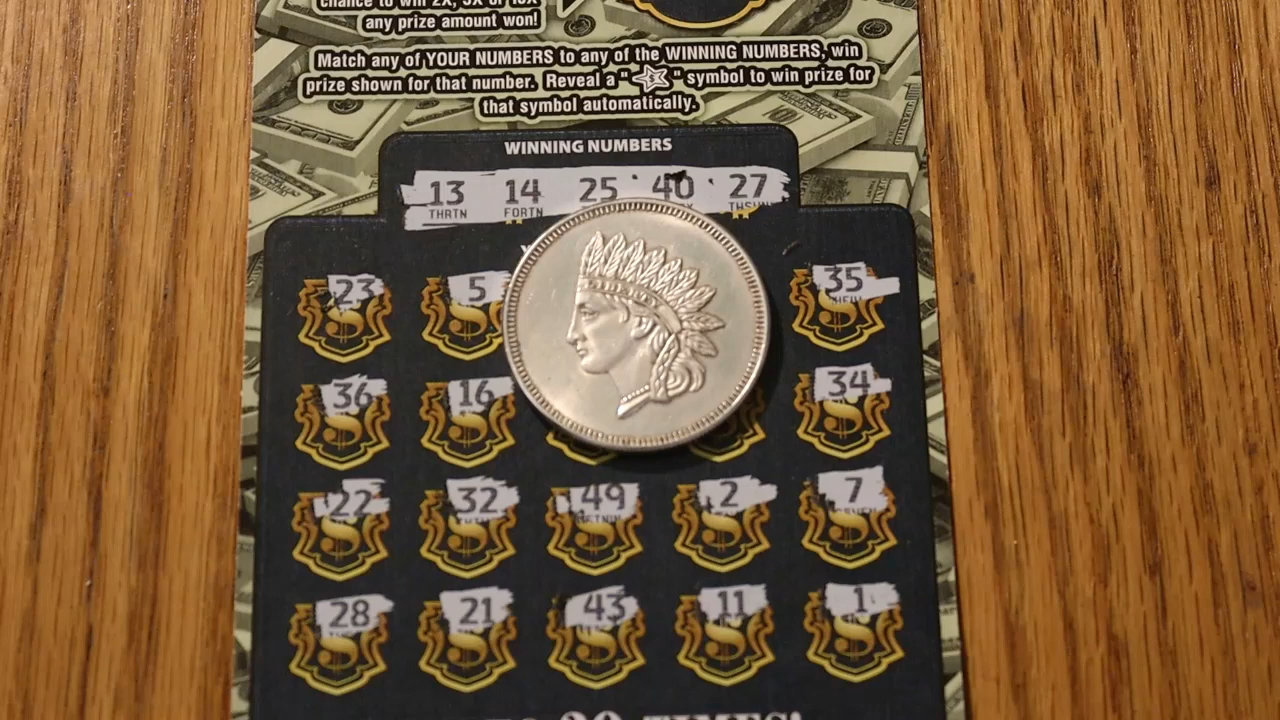 chance to win 2X, 5X or 10X
any prize amount won!
Match any of YOUR NUMBERS to any of the WINNING NUMBERS, win
prize shown for that number. Reveal a " " symbol to win prize for
that symbol automatically.
WINNING NUMBERS
13 14 25 40 27
THRTN FORTN
23 5 35
36 16 34
22 32 49 2 7
28 21 43 11 1
20 TIMES!